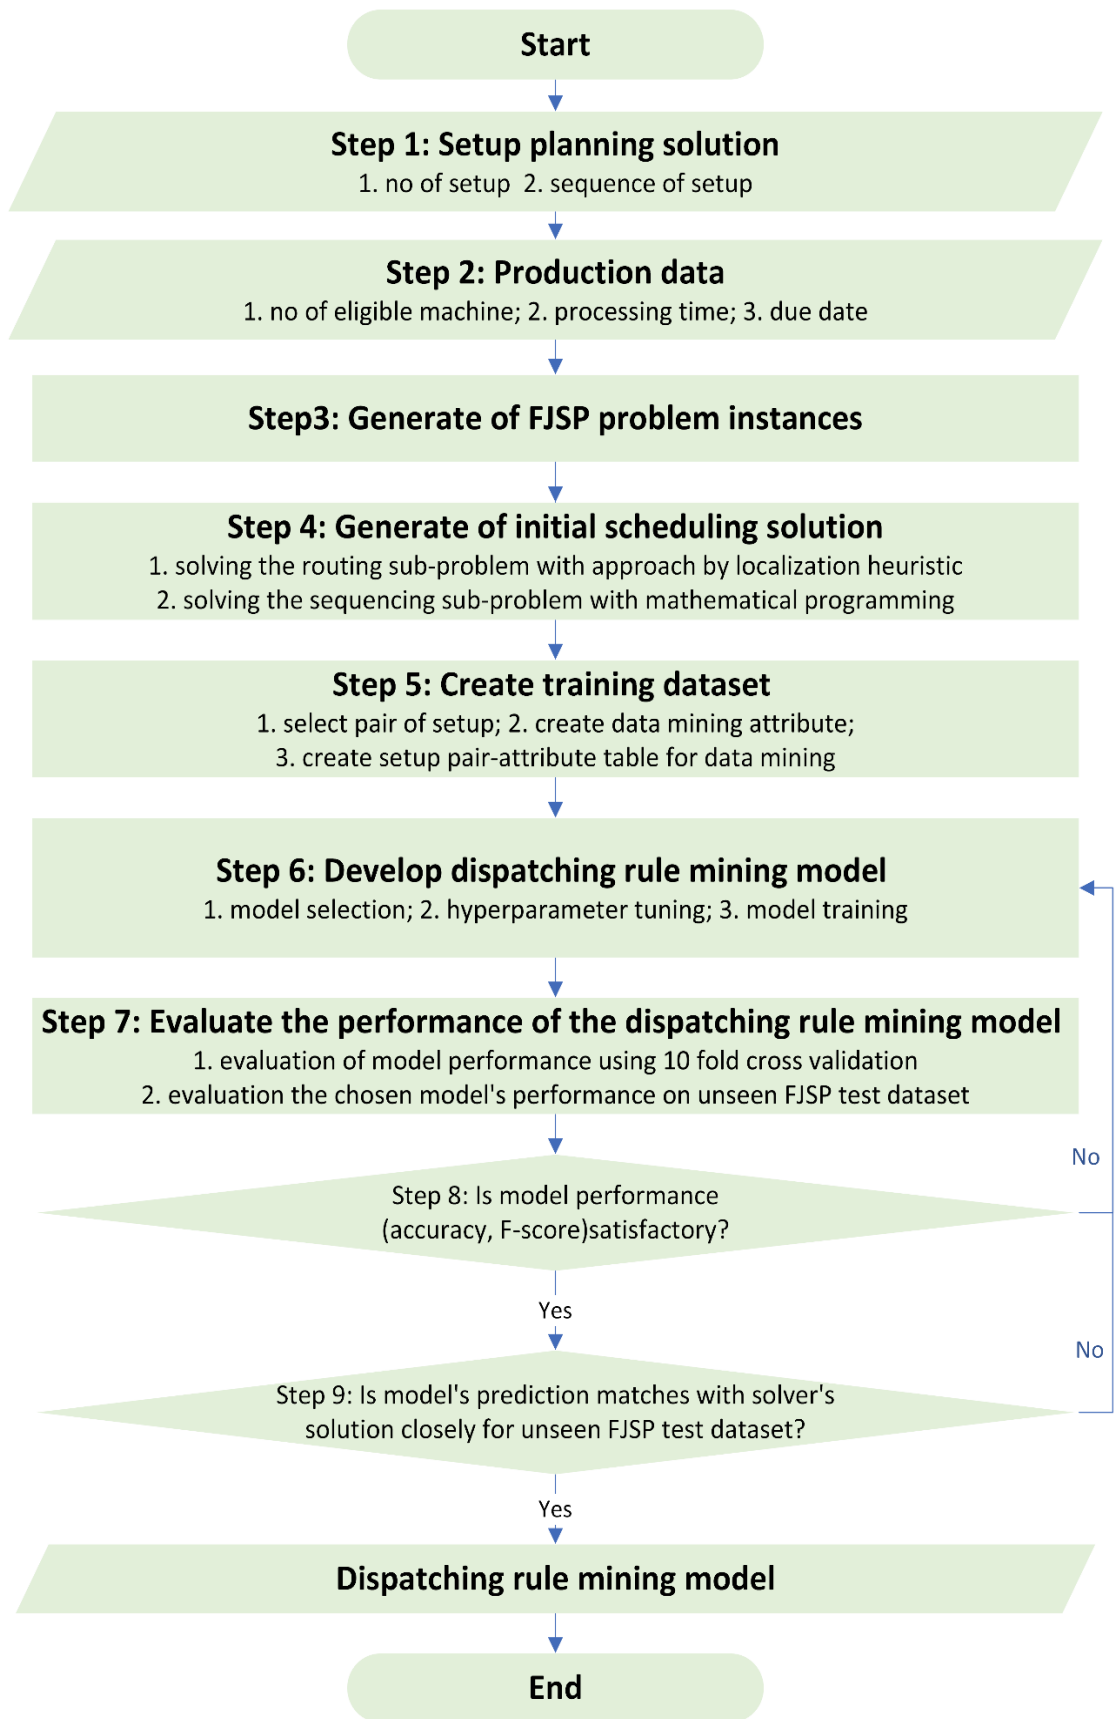 Start
Step 1: Setup planning solution
1. no of setup  2. sequence of setup
Step 2: Production data
1. no of eligible machine; 2. processing time; 3. due date
Step3: Generate of FJSP problem instances
Step 4: Generate of initial scheduling solution
1. solving the routing sub-problem with approach by localization heuristic
2. solving the sequencing sub-problem with mathematical programming
Step 5: Create training dataset
1. select pair of setup; 2. create data mining attribute;
3. create setup pair-attribute table for data mining
Step 6: Develop dispatching rule mining model
1. model selection; 2. hyperparameter tuning; 3. model training
Step 7: Evaluate the performance of the dispatching rule mining model
1. evaluation of model performance using 10 fold cross validation
2. evaluation the chosen model's performance on unseen FJSP test dataset
No
Step 8: Is model performance
(accuracy, F-score)satisfactory?
Yes
No
Step 9: Is model's prediction matches with solver's
solution closely for unseen FJSP test dataset?
Yes
Dispatching rule mining model
End